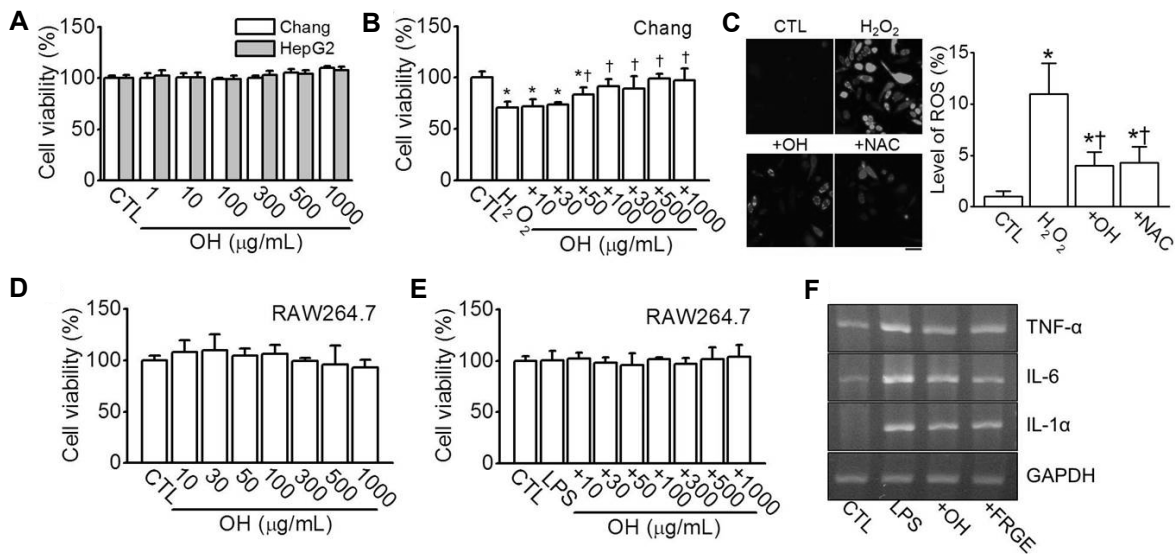 A
Cell viability (%)
150
100
50
0
Chang
HepG2
CTL
1
10
100
300
500
1000
OH (μg/mL)
B
Cell viability (%)
150
100
50
0
Chang
* * * *† † † † †
CTL
H2O2
+10
+30
+50
+100
+300
+500
+1000
OH (μg/mL)
C
CTL
H2O2
+OH
+NAC
Level of ROS (%)
15
10
5
0
*
*† *†
CTL
H2O2
+OH
+NAC
D
Cell viability (%)
150
100
50
0
RAW264.7
CTL
10
30
50
100
300
500
1000
OH (μg/mL)
E
Cell viability (%)
150
100
50
0
RAW264.7
CTL
LPS
+10
+30
+50
+100
+300
+500
+1000
OH (μg/mL)
F
TNF-α
IL-6
IL-1α
GAPDH
CTL
LPS
+OH
+FRGE